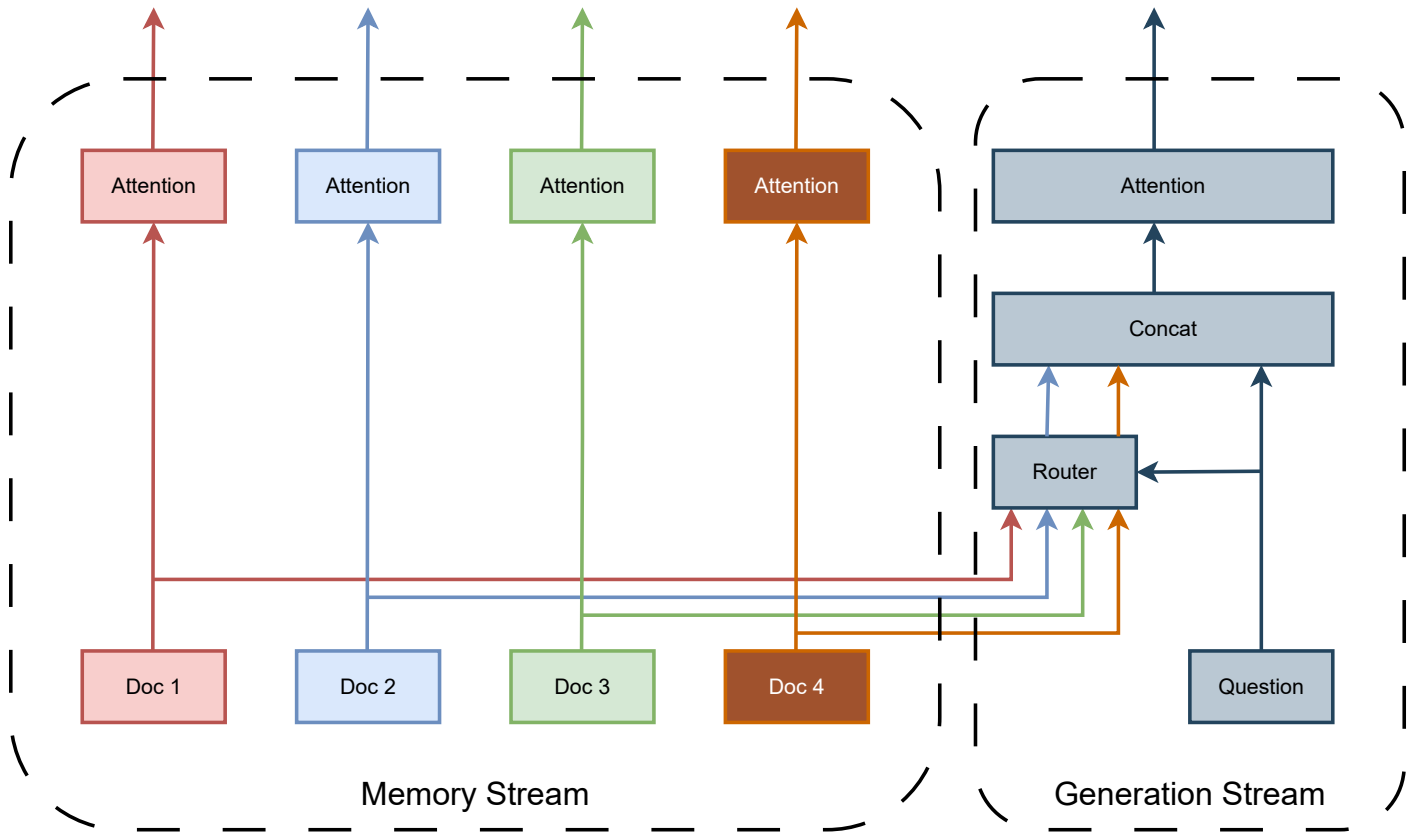 Attention
Attention
Attention
Attention
Attention
Concat
Router
Doc 1
Doc 2
Doc 3
Doc 4
Question
Memory Stream
Generation Stream